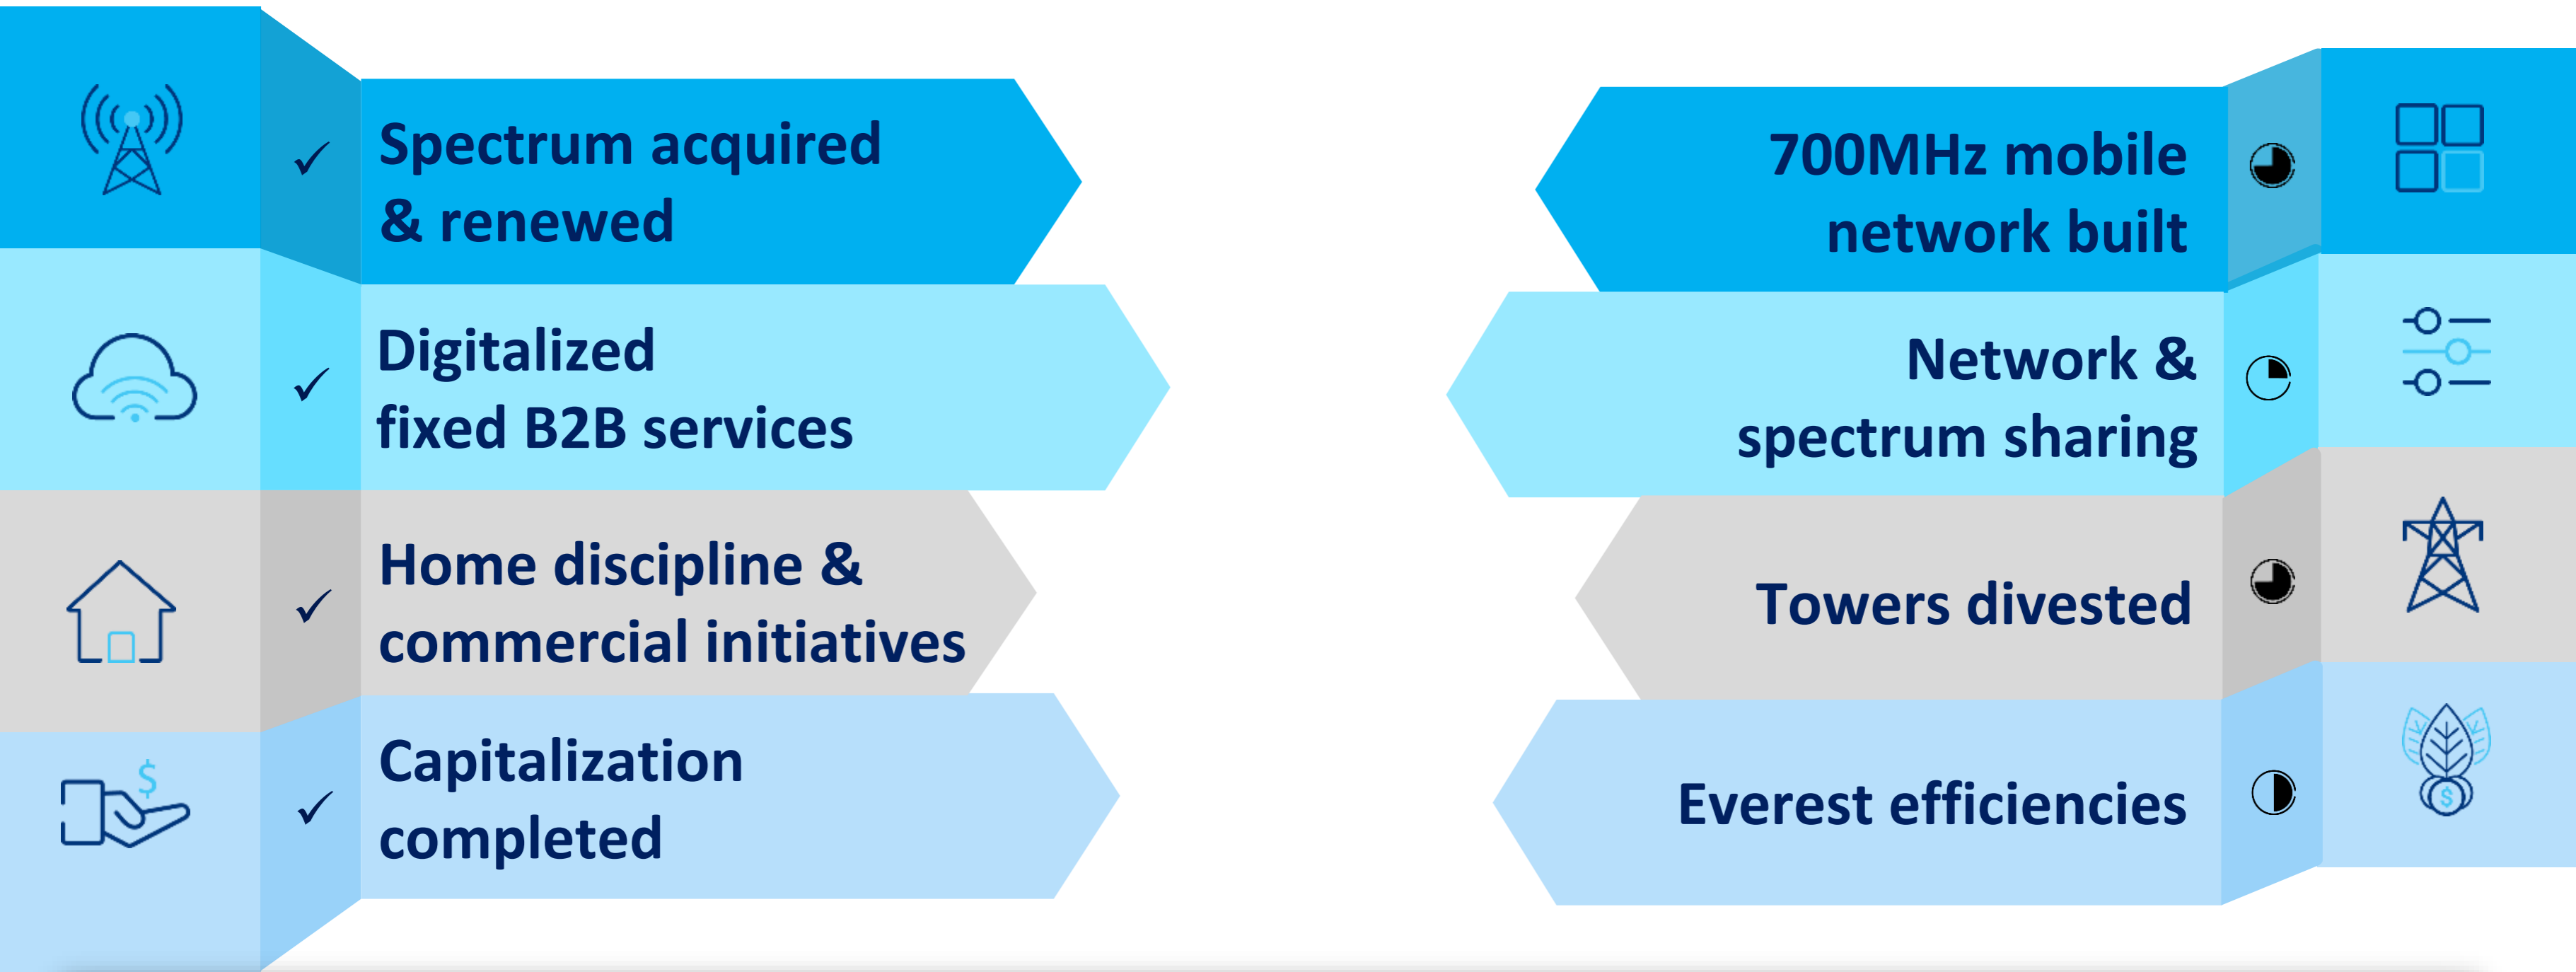 Spectrum acquired
& renewed
Digitalized
fixed B2B services
Home discipline &
commercial initiatives
Capitalization
completed
700MHz mobile
network built
Network &
spectrum sharing
Towers divested
Everest efficiencies